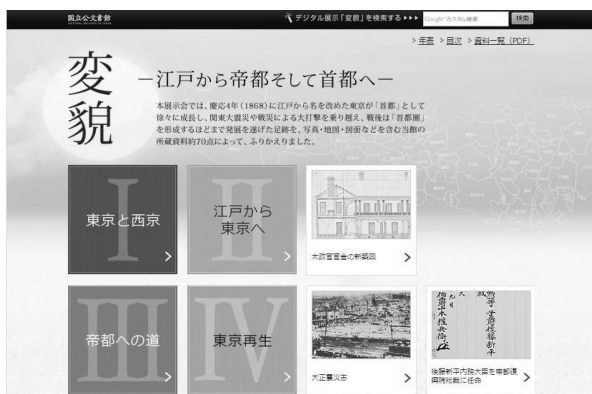 国立公文書館
デジタル展示「変貌」を検索する
Google カスタム検索
検索
> 年表 > 目次 > 資料一覧(PDF)
変貌
－江戸から帝都そして首都へ－
本展示会では、慶応4年(1868)に江戸から名を改めた東京が「首都」として
徐々に成長し、関東大震災や戦災による大打撃を乗り越え、戦後は「首都圏」
を形成するほどまで発展を遂げた足跡を、写真・地図・図面などを含む当館の
所蔵資料約70点によって、ふりかえりました。
I
東京と西京
II
江戸から
東京へ
太政官官舎の新築図
III
帝都への道
IV
東京再生
大正震災志
後藤新平内務大臣を帝都復
興院総裁に任命